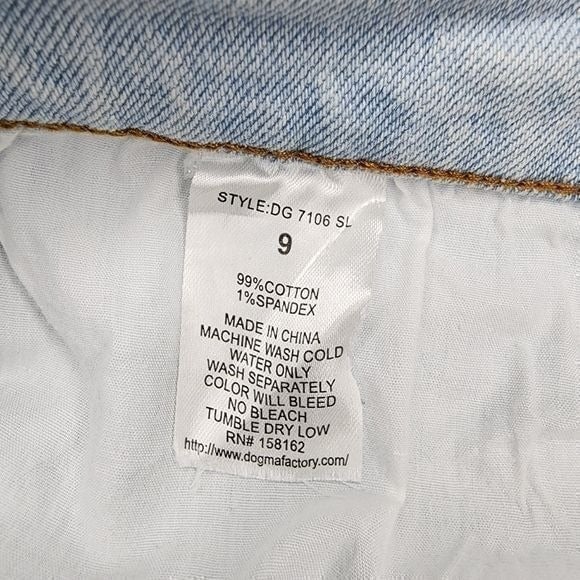 STYLE:DG 7106 SL
9
99%COTTON
1%SPANDEX
MADE IN CHINA
MACHINE WASH COLD
WATER ONLY
WASH SEPARATELY
COLOR WILL BLEED
NO BLEACH
TUMBLE DRY LOW
RN# 158162
http://www.dogmafactory.com/